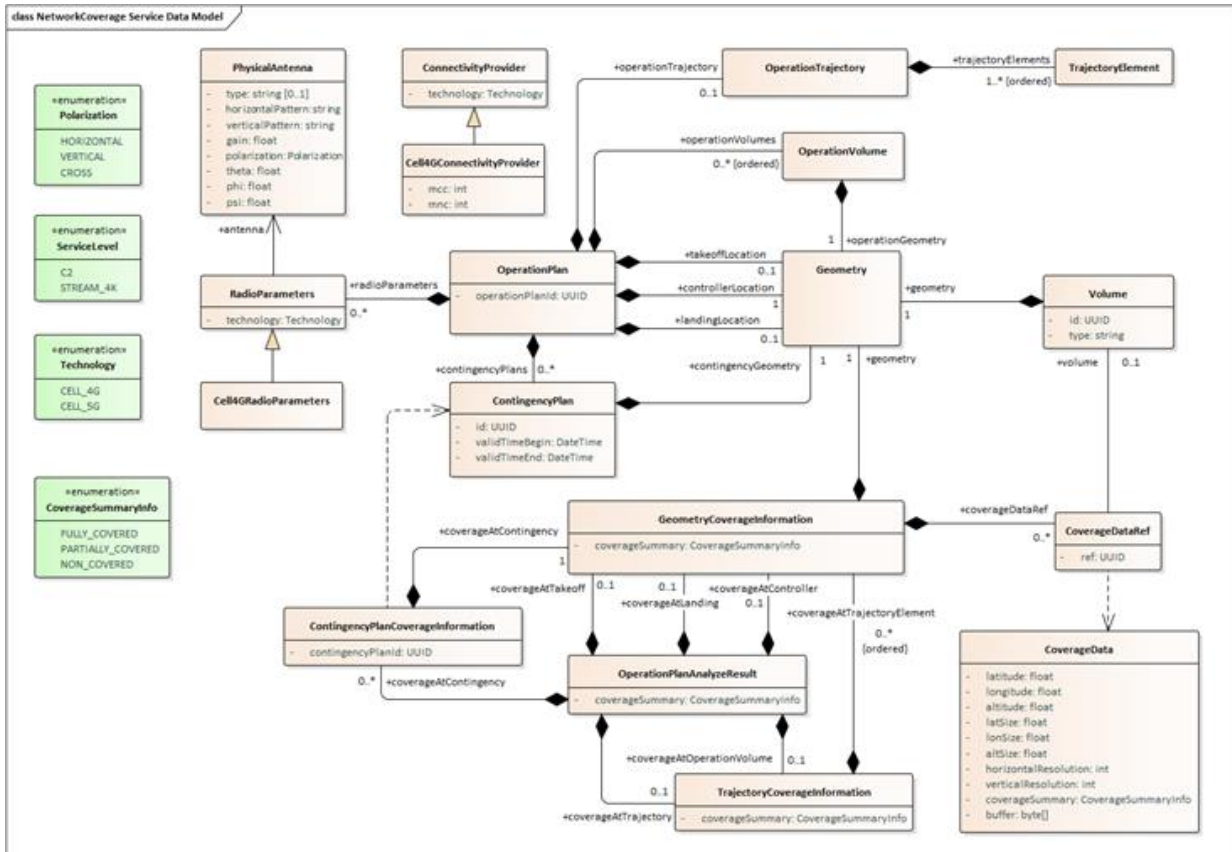 class NetworkCoverage Service Data Model
«enumeration»
Polarization
HORIZONTAL
VERTICAL
CROSS
«enumeration»
ServiceLevel
C2
STREAM_4K
«enumeration»
Technology
CELL_4G
CELL_5G
«enumeration»
CoverageSummaryInfo
FULLY_COVERED
PARTIALLY_COVERED
NON_COVERED
PhysicalAntenna
- type: string [0..1]
- horizontalPattern: string
- verticalPattern: string
- gain: float
- polarization: Polarization
- theta: float
- phi: float
- psi: float
+antenna
RadioParameters
- technology: Technology
Cell4GRadioParameters
ConnectivityProvider
- technology: Technology
Cell4GConnectivityProvider
- mcc: int
- mnc: int
+radioParameters
0..*
OperationPlan
- operationPlanId: UUID
+operationTrajectory
0..1
OperationTrajectory
+trajectoryElements
1..* {ordered}
TrajectoryElement
+operationVolumes
0..* {ordered}
OperationVolume
1
+operationGeometry
+takeoffLocation
0..1
+controllerLocation
1
+landingLocation
0..1
Geometry
+geometry
1
Volume
- id: UUID
- type: string
+volume
0..1
+contingencyPlans
0..*
+contingencyGeometry
1
1
+geometry
ContingencyPlan
- id: UUID
- validTimeBegin: DateTime
- validTimeEnd: DateTime
GeometryCoverageInformation
- coverageSummary: CoverageSummaryInfo
+coverageDataRef
0..*
CoverageDataRef
- ref: UUID
+coverageAtContingency
1
+coverageAtTakeoff
0..1
+coverageAtLanding
0..1
+coverageAtController
0..1
+coverageAtTrajectoryElement
0..*
{ordered}
ContingencyPlanCoverageInformation
- contingencyPlanId: UUID
0..*
+coverageAtContingency
OperationPlanAnalyzeResult
- coverageSummary: CoverageSummaryInfo
+coverageAtOperationVolume
0..1
0..1
+coverageAtTrajectory
TrajectoryCoverageInformation
- coverageSummary: CoverageSummaryInfo
CoverageData
- latitude: float
- longitude: float
- altitude: float
- latSize: float
- lonSize: float
- altSize: float
- horizontalResolution: int
- verticalResolution: int
- coverageSummary: CoverageSummaryInfo
- buffer: byte[]